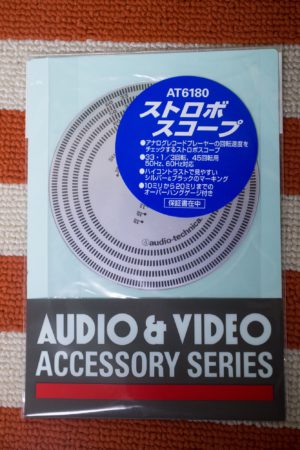 AT6180
ストロボ
スコープ
●アナログレコードプレーヤーの回転速度を
チェックするストロボスコープ
●33・1/3回転、45回転用
50Hz、60Hz対応
●ハイコントラストで見やすい
シルバー&ブラックのマーキング
●10ミリから20ミリまでの
オーバーハングゲージ付き
保証書在中
audio-technica
AUDIO & VIDEO
ACCESSORY SERIES